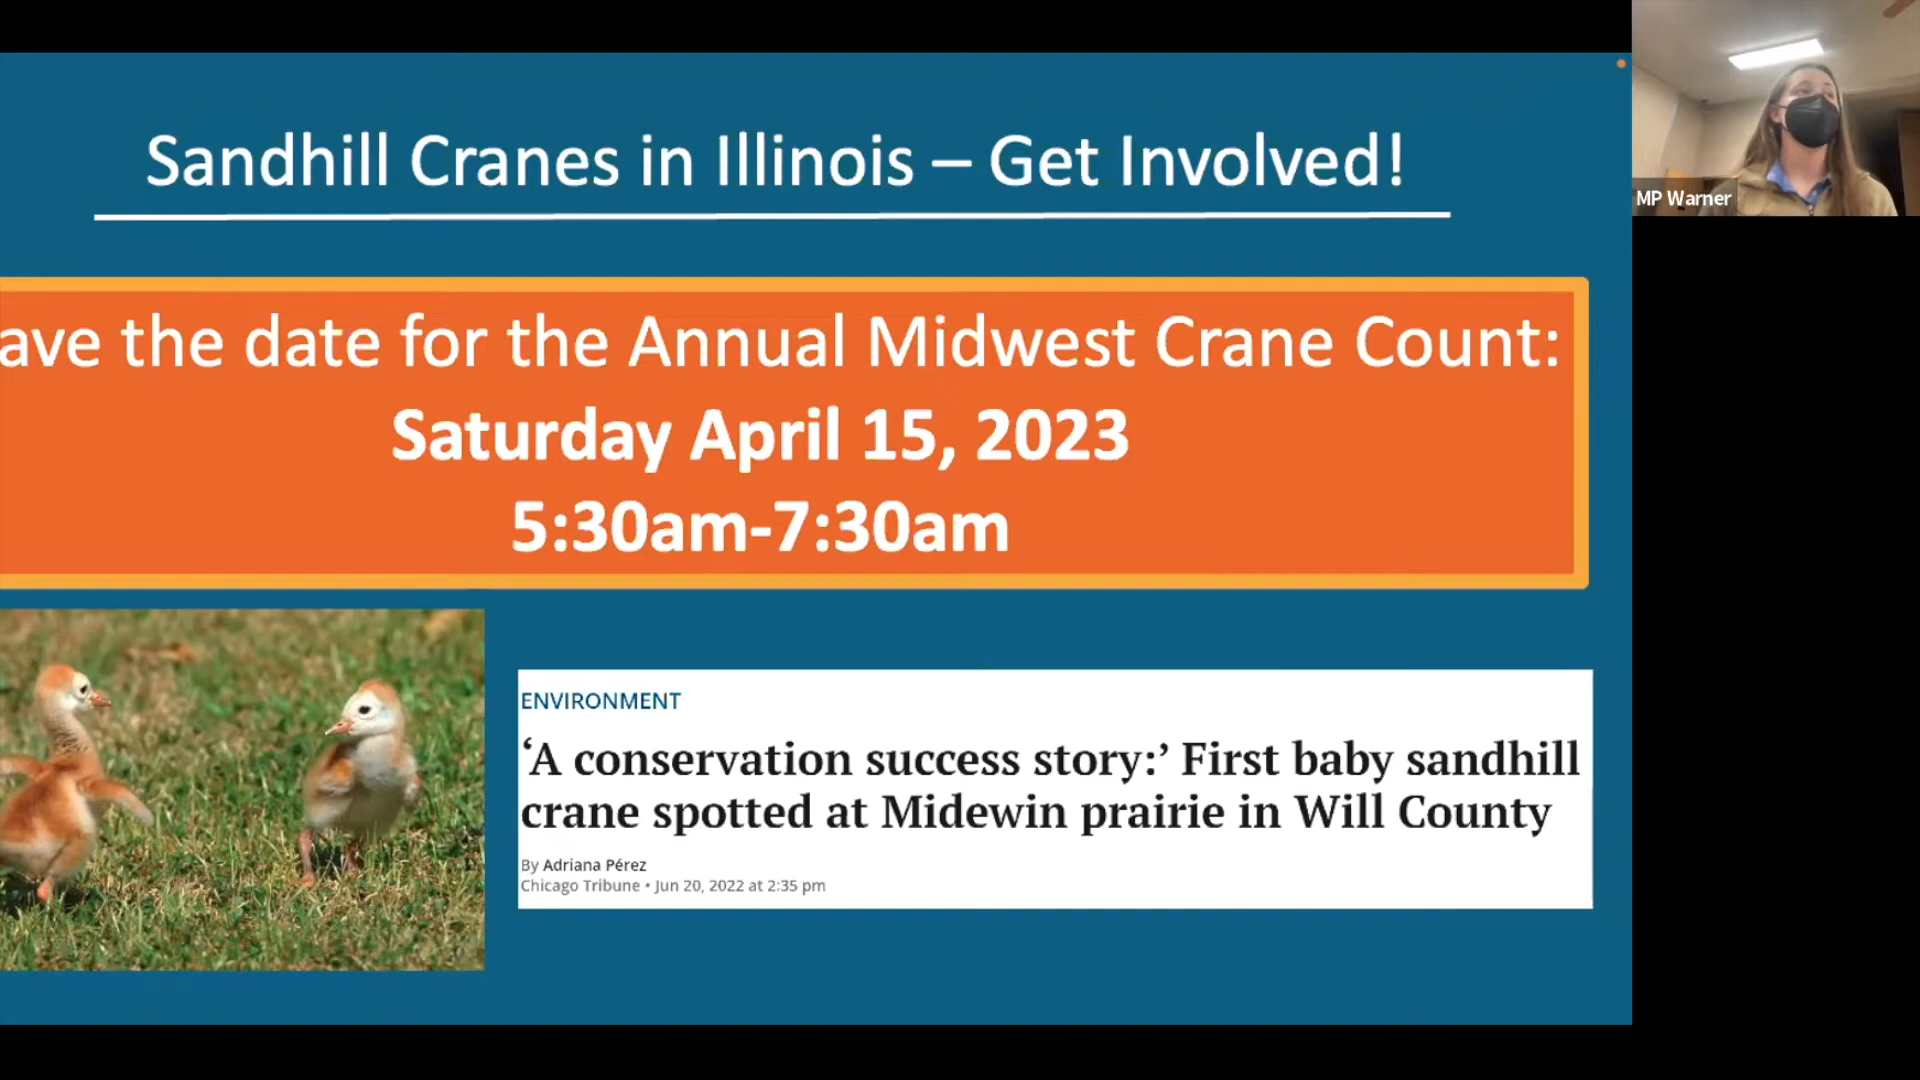 Sandhill Cranes in Illinois – Get Involved!
ave the date for the Annual Midwest Crane Count:
Saturday April 15, 2023
5:30am-7:30am
ENVIRONMENT
‘A conservation success story:’ First baby sandhill
crane spotted at Midewin prairie in Will County
By Adriana Pérez
Chicago Tribune • Jun 20, 2022 at 2:35 pm
MP Warner